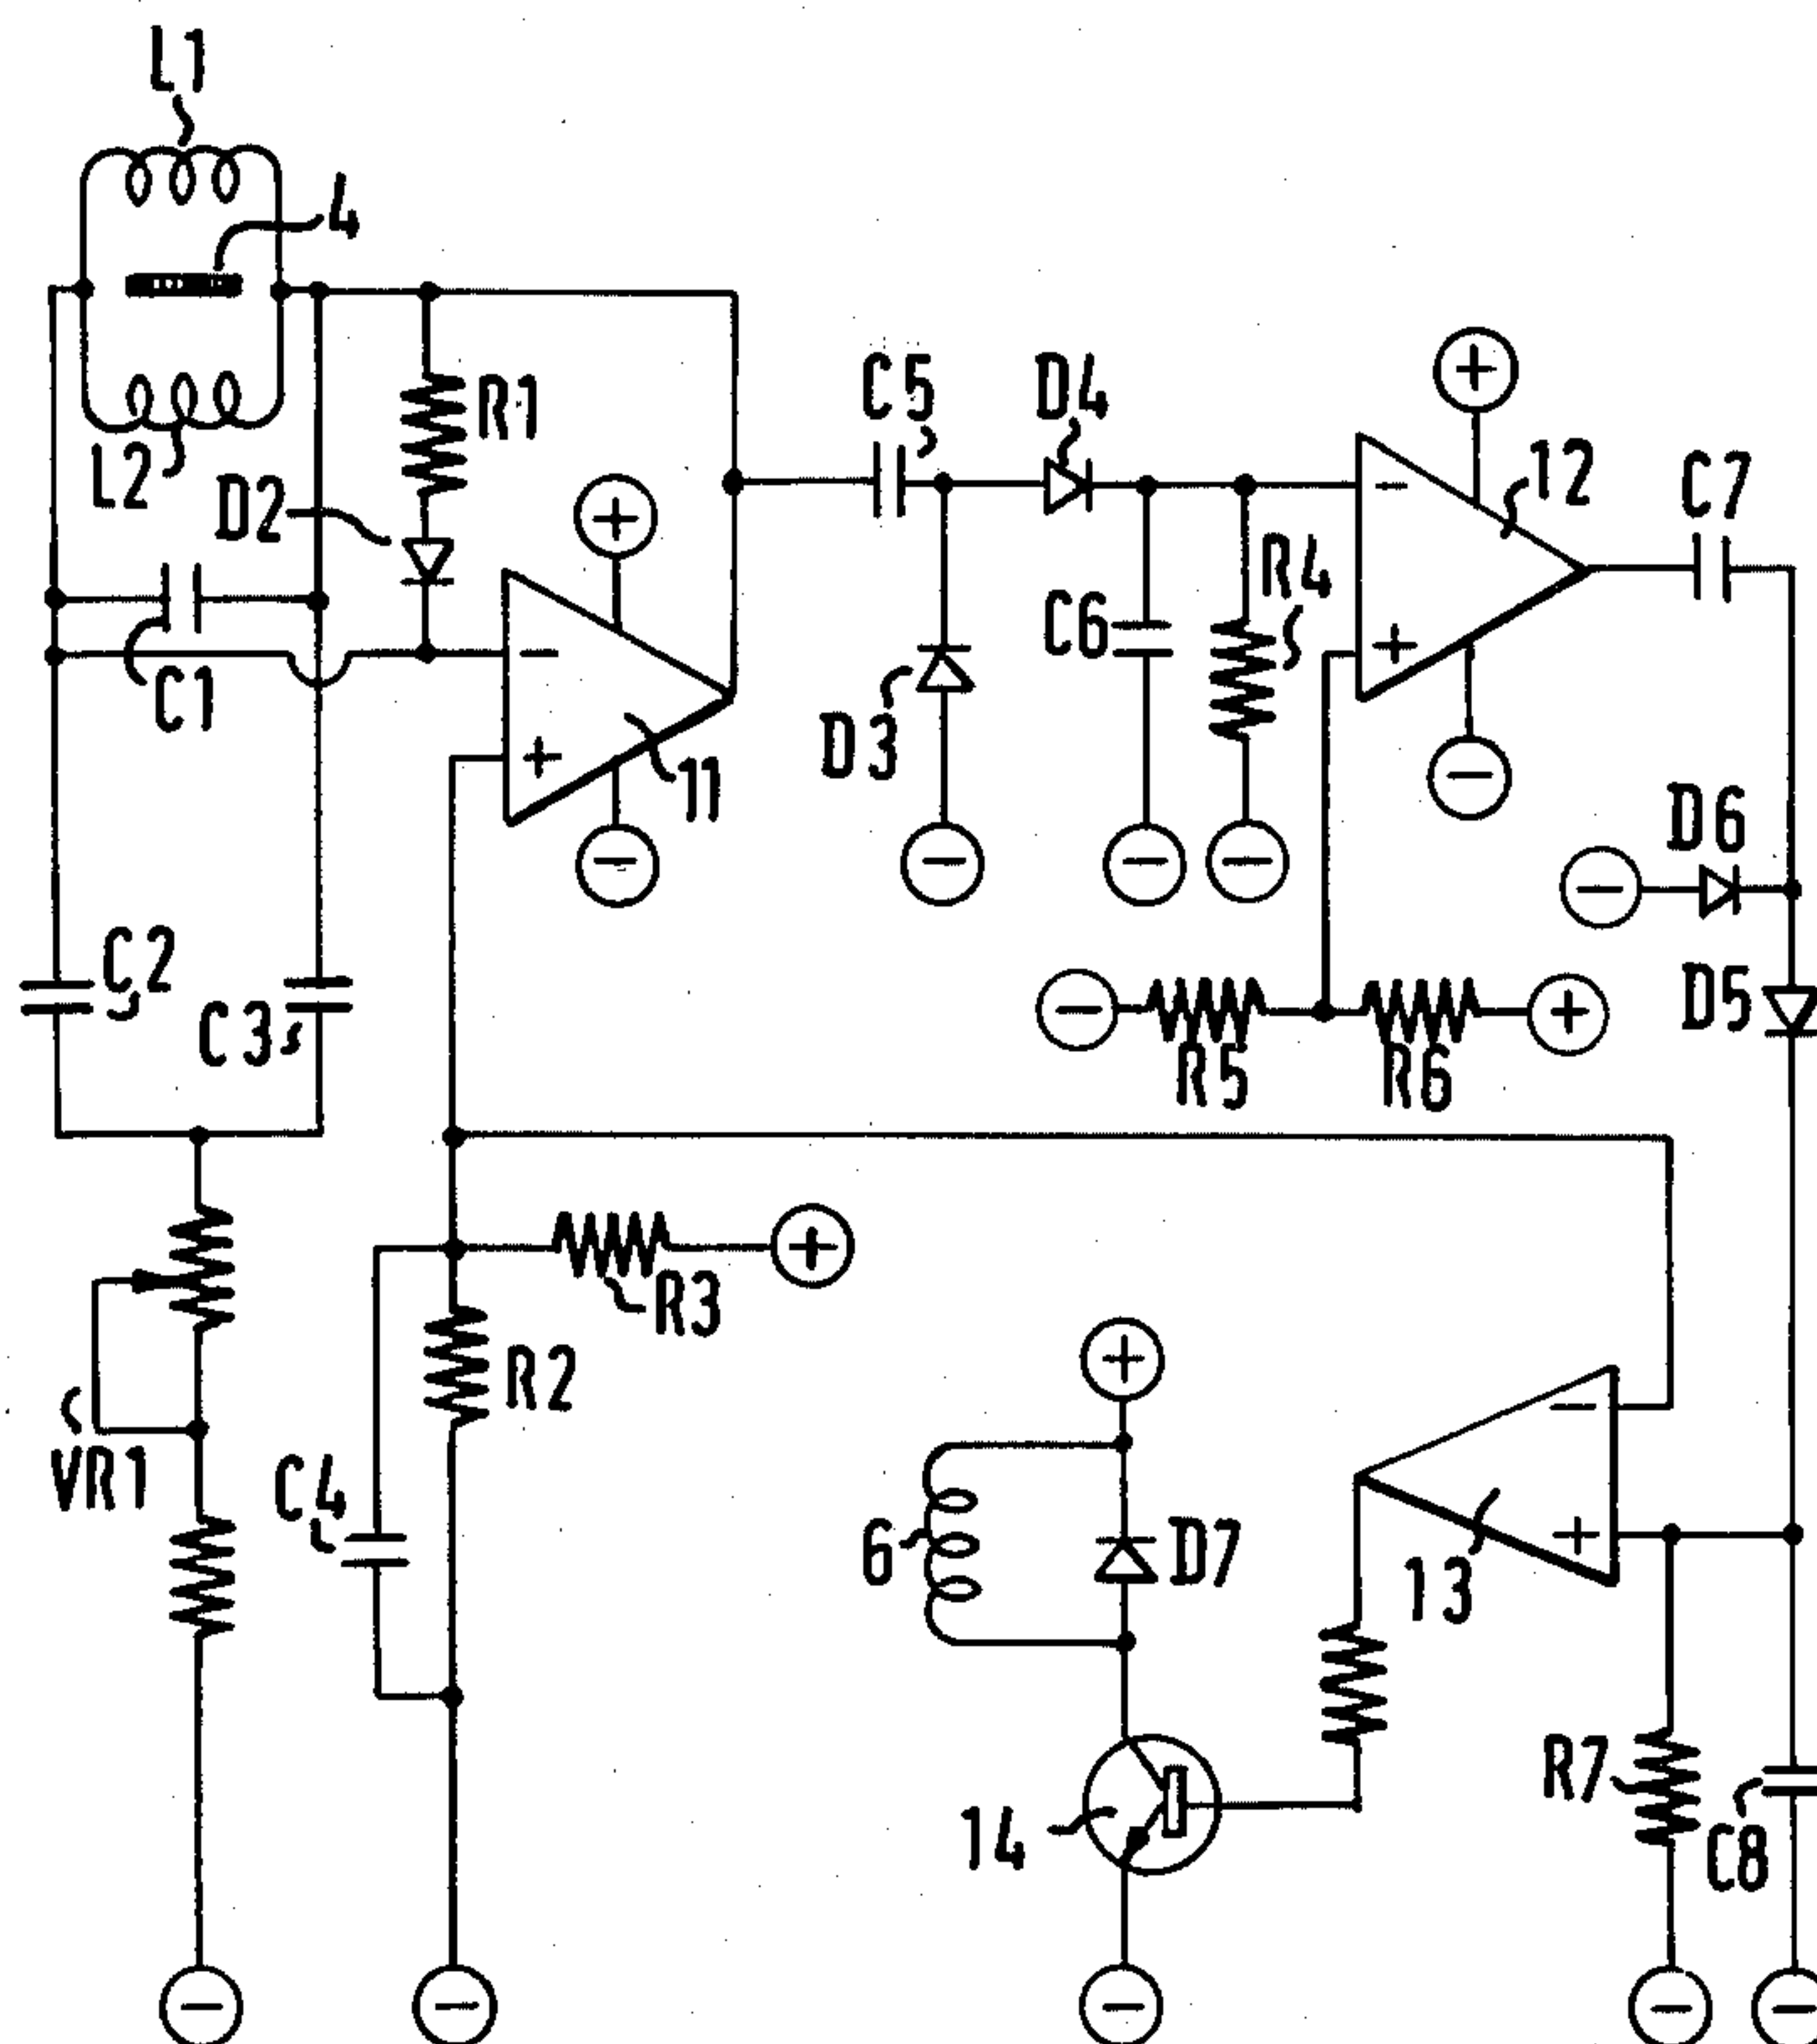 L1
4
L2
R1
D2
C5
D4
12
C7
+
+
-
+
C1
-
+
11
D3
C6
R4
-
-
-
-
-
D6
-
C2
C3
D5
-
R5
R6
+
R3
+
R2
VR1
C4
+
6
D7
-
+
13
14
R7
C8
-
-
-
-
-